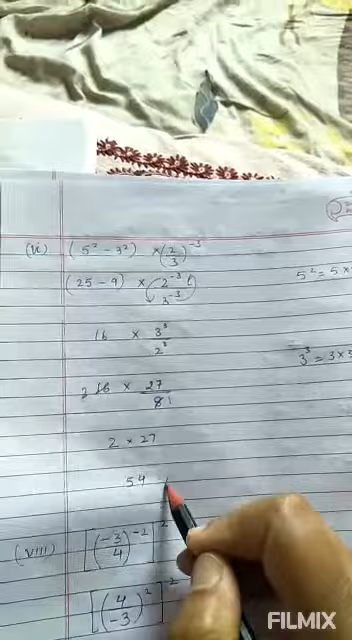 (vi) (5² - 3²) × (2/3)⁻³
(25 - 9) × (2⁻³/3⁻³) 5² = 5 ×
16 × 3³/2³
3³ = 3 × 3
2 16 × 27/8 1
2 × 27
54
(VIII) [(-3/4)⁻²]²
[(4/-3)²]²
FILMIX